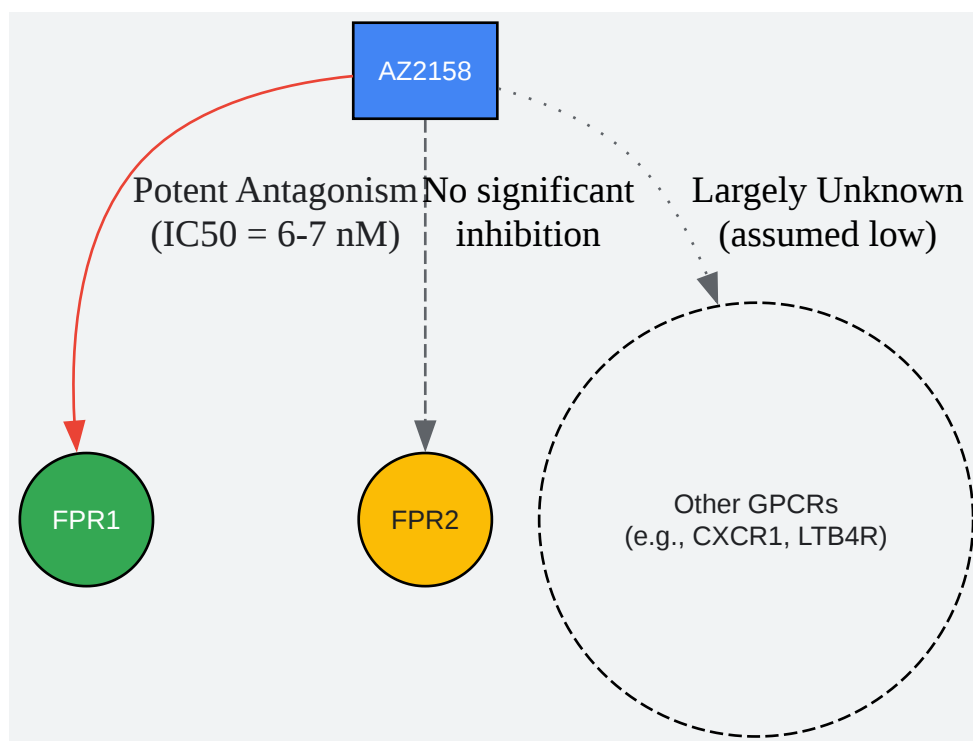 AZ2158
Potent Antagonism
(IC50 = 6-7 nM)
No significant
inhibition
Largely Unknown
(assumed low)
FPR1
FPR2
Other GPCRs
(e.g., CXCR1, LTB4R)